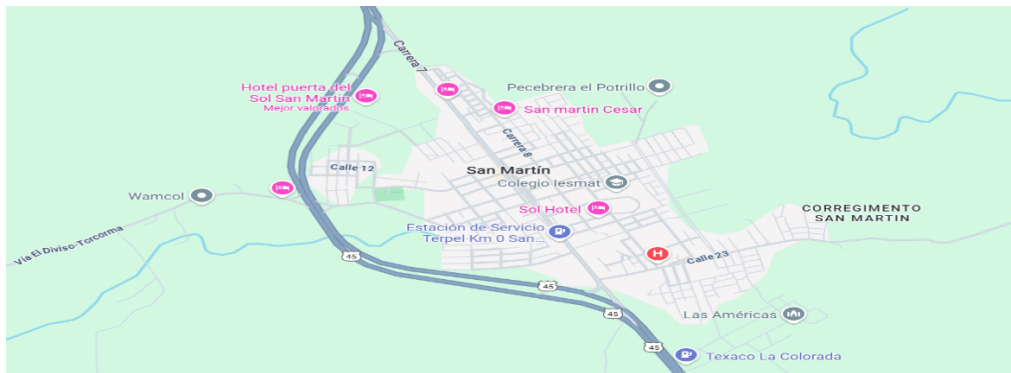 Carrera 7
Hotel puerta del
Sol San Martín
Mejor valorados
Pecebrera el Potrillo
San martin Cesar
Carrera 8
Calle 12
San Martín
Colegio Iesmat
Wamcol
Sol Hotel
CORREGIMENTO
SAN MARTIN
Estación de Servicio
Terpel Km 0 San...
Vía El Diviso-Torcorma
H
Calle 23
45
45
45
Las Américas
45
Texaco La Colorada